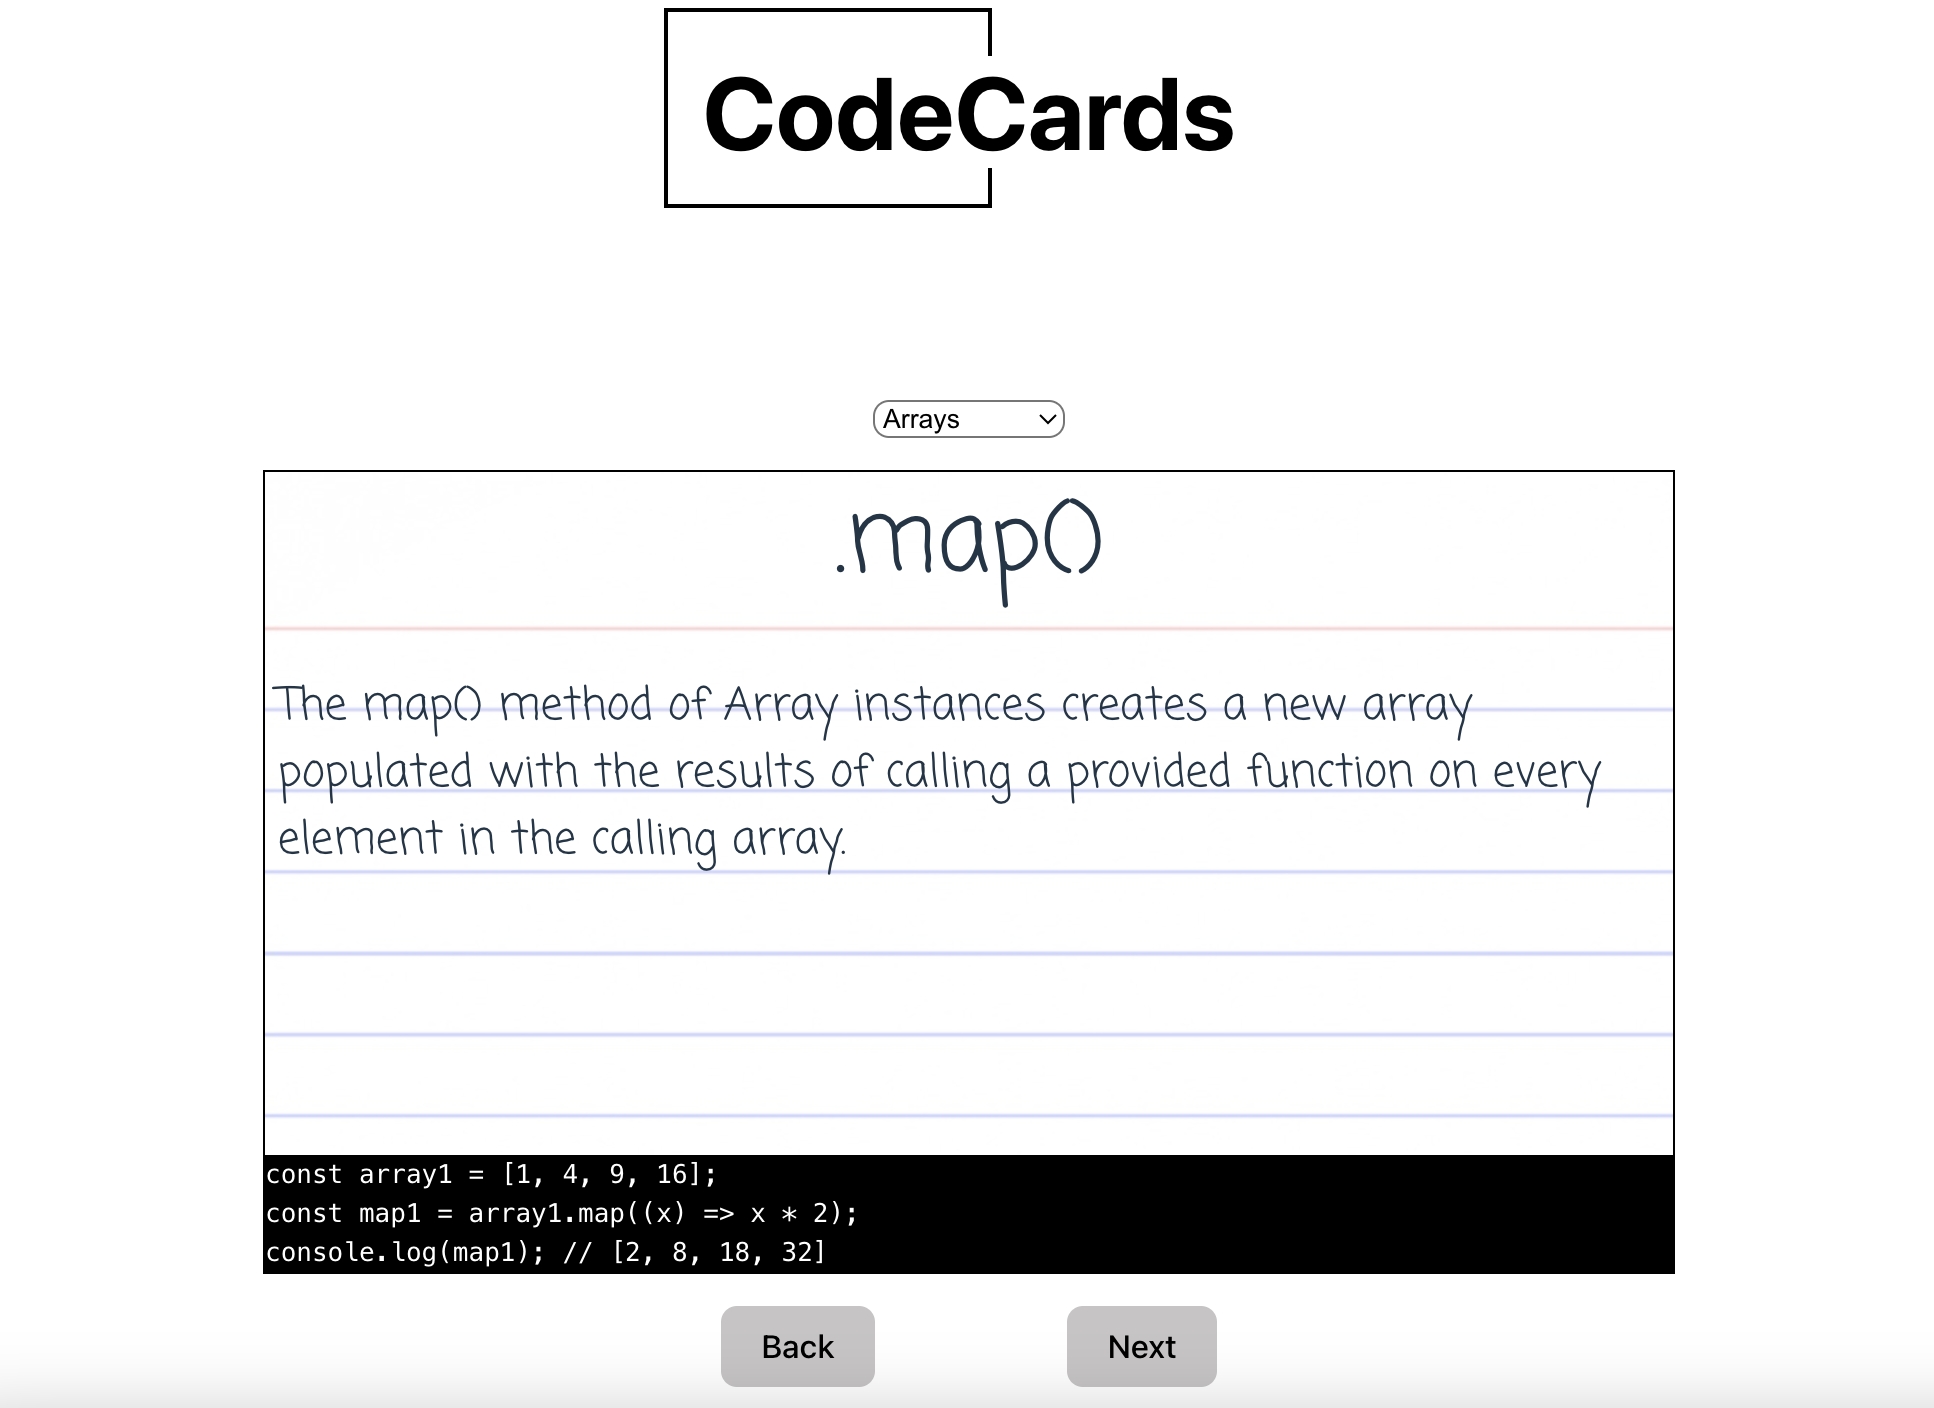 CodeCards
Arrays
.map()
The map() method of Array instances creates a new array
populated with the results of calling a provided function on every
element in the calling array.
const array1 = [1, 4, 9, 16];
const map1 = array1.map((x) => x * 2);
console.log(map1); // [2, 8, 18, 32]
Back
Next